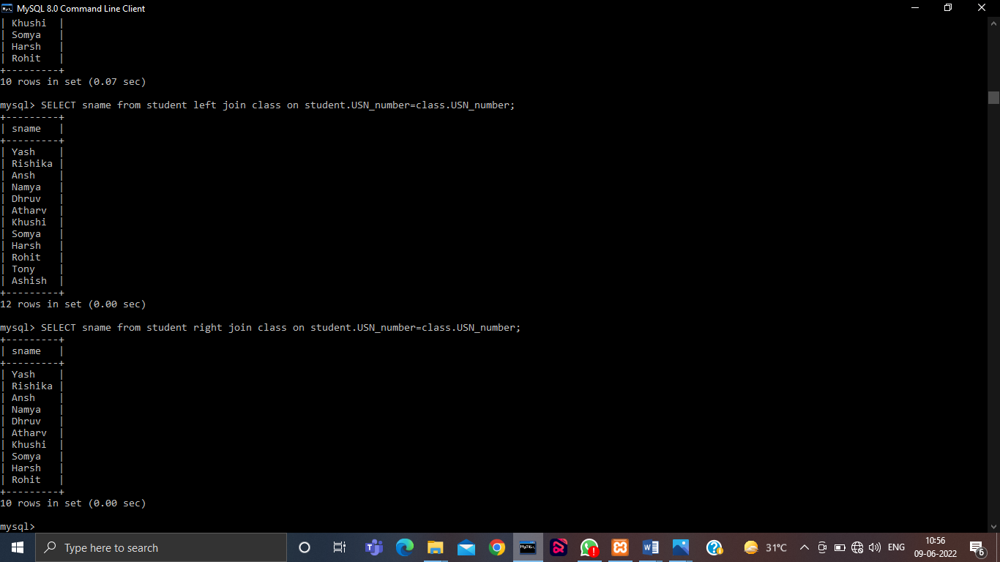 MySQL 8.0 Command Line Client
| Khushi  |
| Somya   |
| Harsh   |
| Rohit   |
+---------+
10 rows in set (0.07 sec)
mysql> SELECT sname from student left join class on student.USN_number=class.USN_number;
+---------+
| sname   |
+---------+
| Yash    |
| Rishika |
| Ansh    |
| Namya   |
| Dhruv   |
| Atharv  |
| Khushi  |
| Somya   |
| Harsh   |
| Rohit   |
| Tony    |
| Ashish  |
+---------+
12 rows in set (0.00 sec)
mysql> SELECT sname from student right join class on student.USN_number=class.USN_number;
+---------+
| sname   |
+---------+
| Yash    |
| Rishika |
| Ansh    |
| Namya   |
| Dhruv   |
| Atharv  |
| Khushi  |
| Somya   |
| Harsh   |
| Rohit   |
+---------+
10 rows in set (0.00 sec)
mysql>
Type here to search
31°C
ENG
10:56
09-06-2022
6